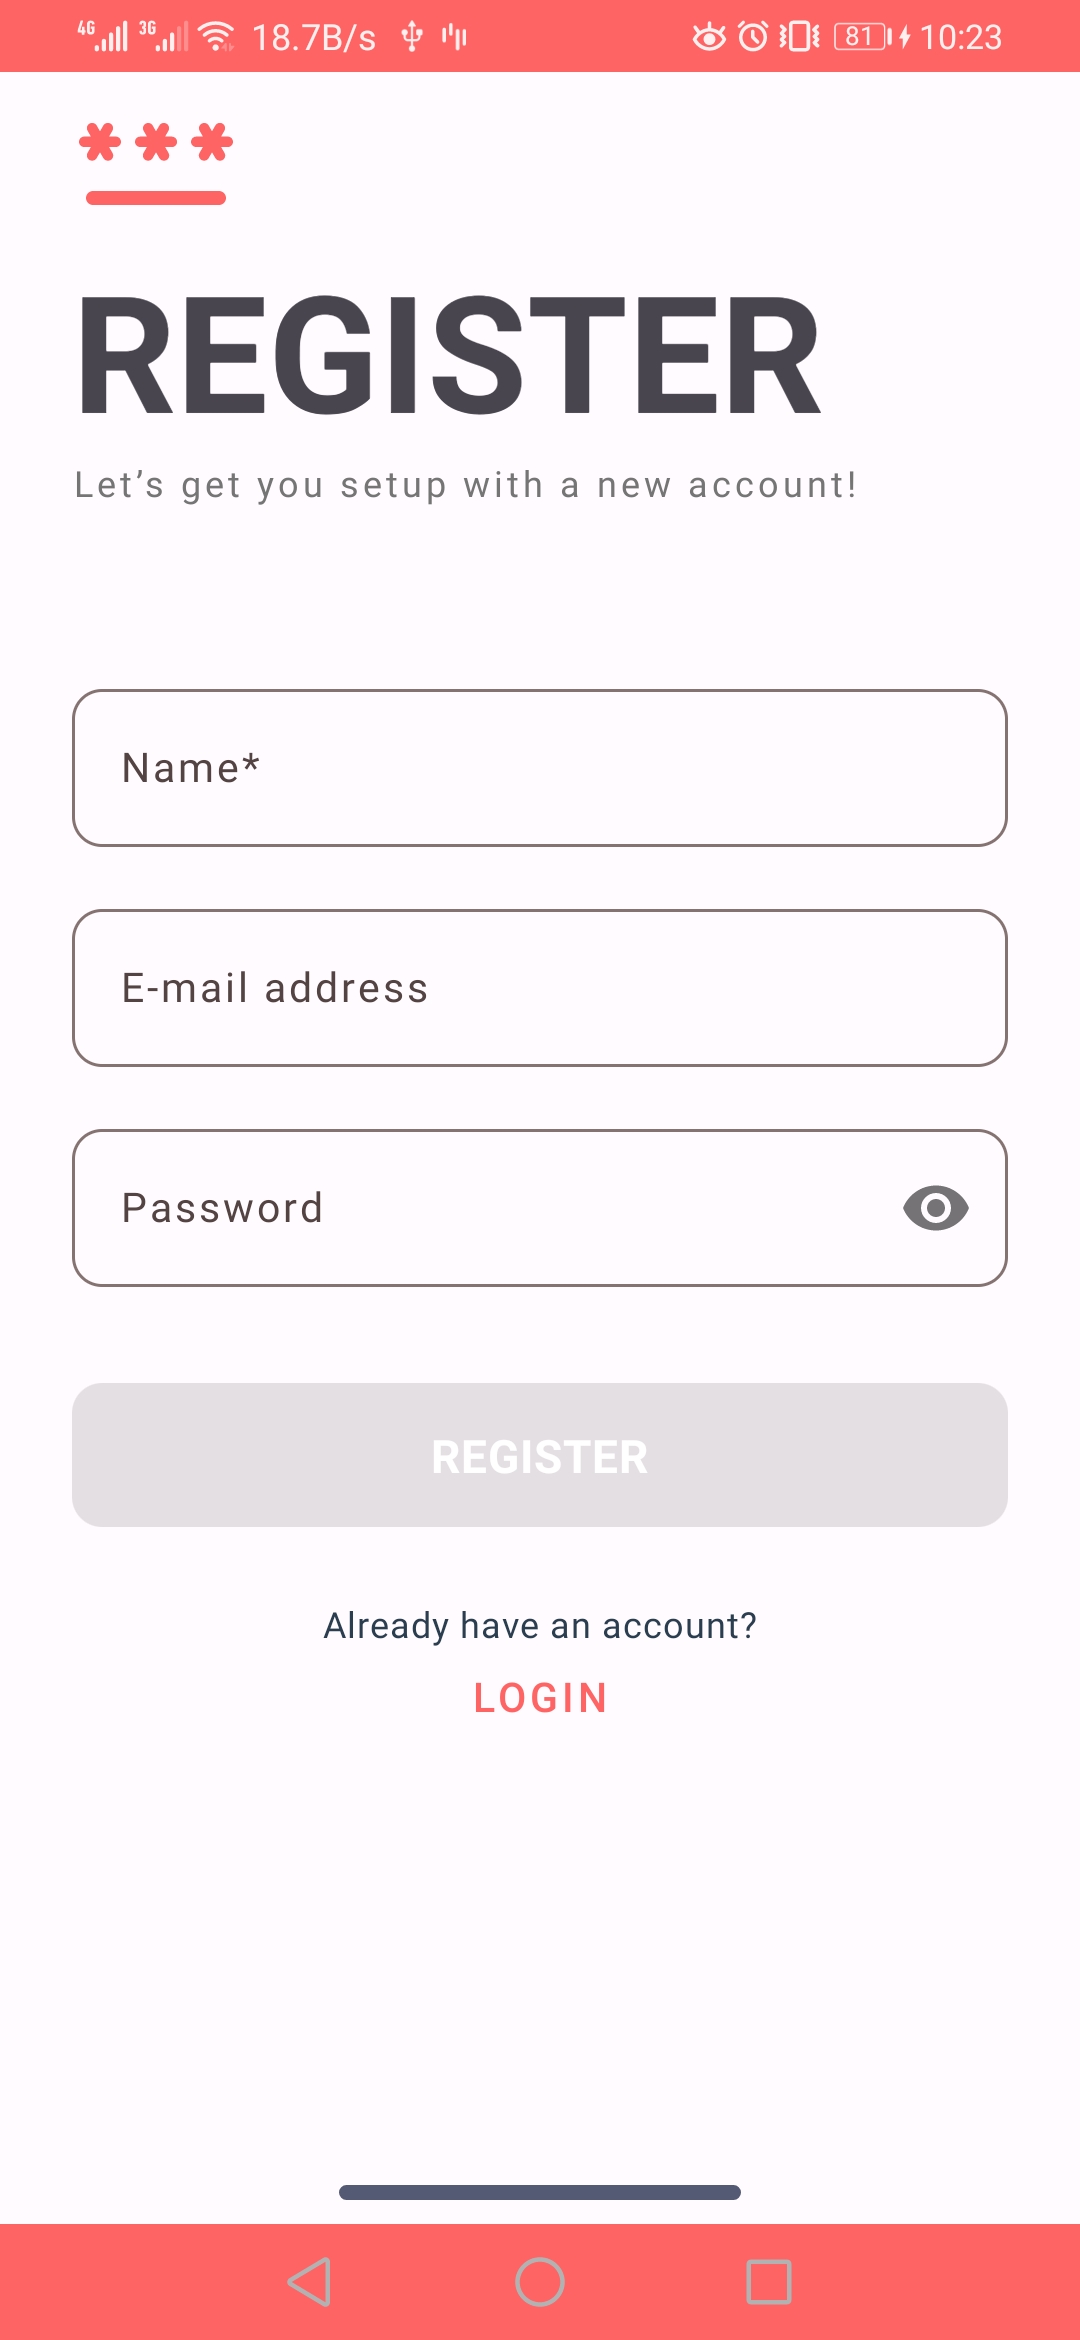 4G 3G 18.7B/s 81 10:23
***
REGISTER
Let’s get you setup with a new account!
Name*
E-mail address
Password
REGISTER
Already have an account?
LOGIN